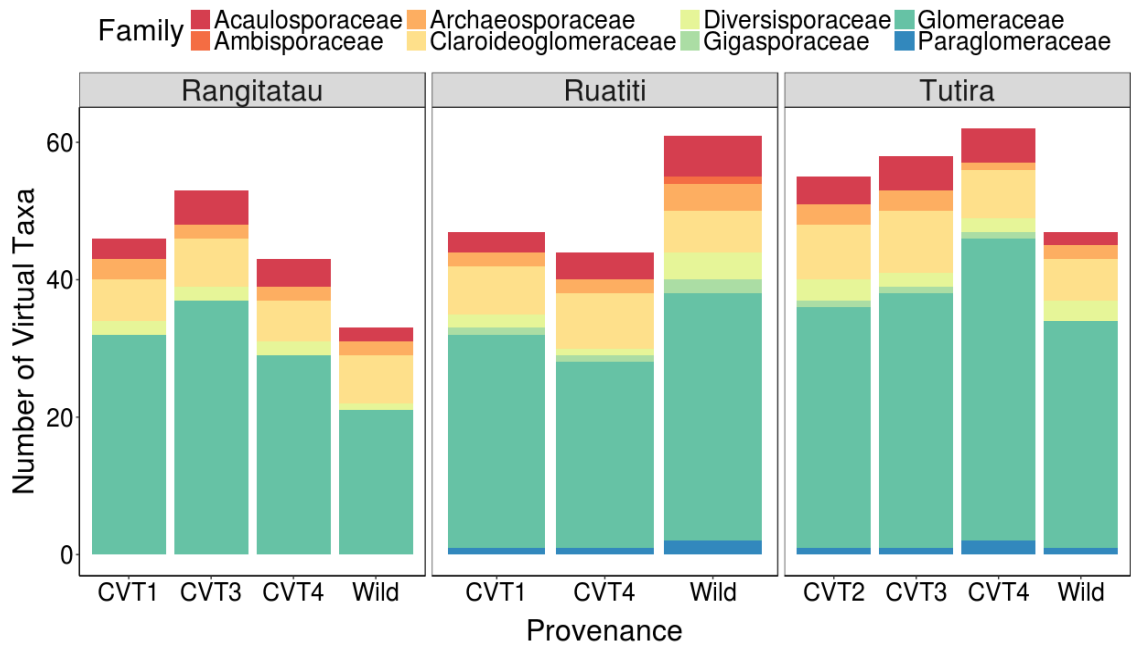 Family Acaulosporaceae Archaeosporaceae Diversisporaceae Glomeraceae
Ambisporaceae Claroideoglomeraceae Gigasporaceae Paraglomeraceae
Rangitatau Ruatiti Tutira
Number of Virtual Taxa
60
40
20
0
CVT1 CVT3 CVT4 Wild CVT1 CVT4 Wild CVT2 CVT3 CVT4 Wild
Provenance